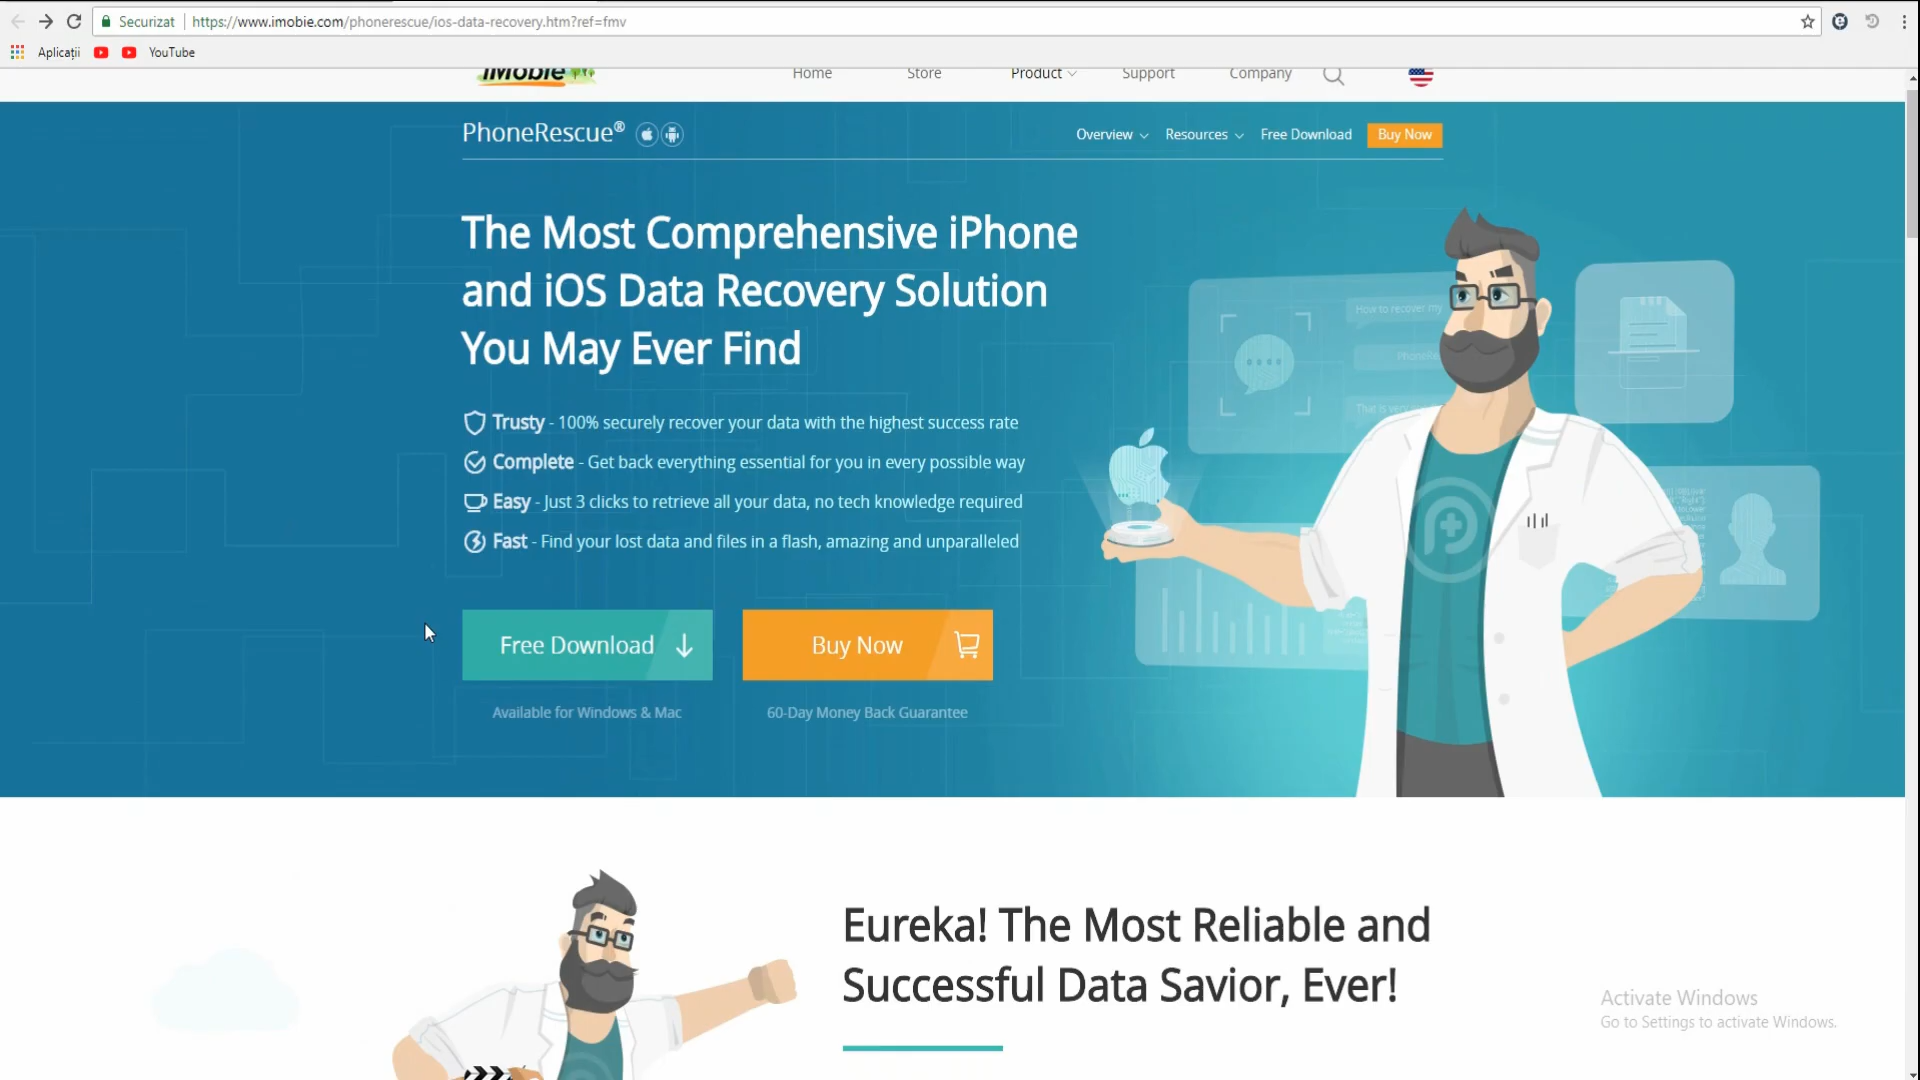 Securizat https://www.imobie.com/phonerescue/ios-data-recovery.htm?ref=fmv
Aplicații YouTube
iMobie Home Store Product Support Company
PhoneRescue® Overview Resources Free Download Buy Now
The Most Comprehensive iPhone
and iOS Data Recovery Solution
You May Ever Find
How to recover my
Trusty - 100% securely recover your data with the highest success rate
Complete - Get back everything essential for you in every possible way
Easy - Just 3 clicks to retrieve all your data, no tech knowledge required
Fast - Find your lost data and files in a flash, amazing and unparalleled
Free Download Buy Now
Available for Windows & Mac 60-Day Money Back Guarantee
Eureka! The Most Reliable and
Successful Data Savior, Ever!
Activate Windows
Go to Settings to activate Windows.